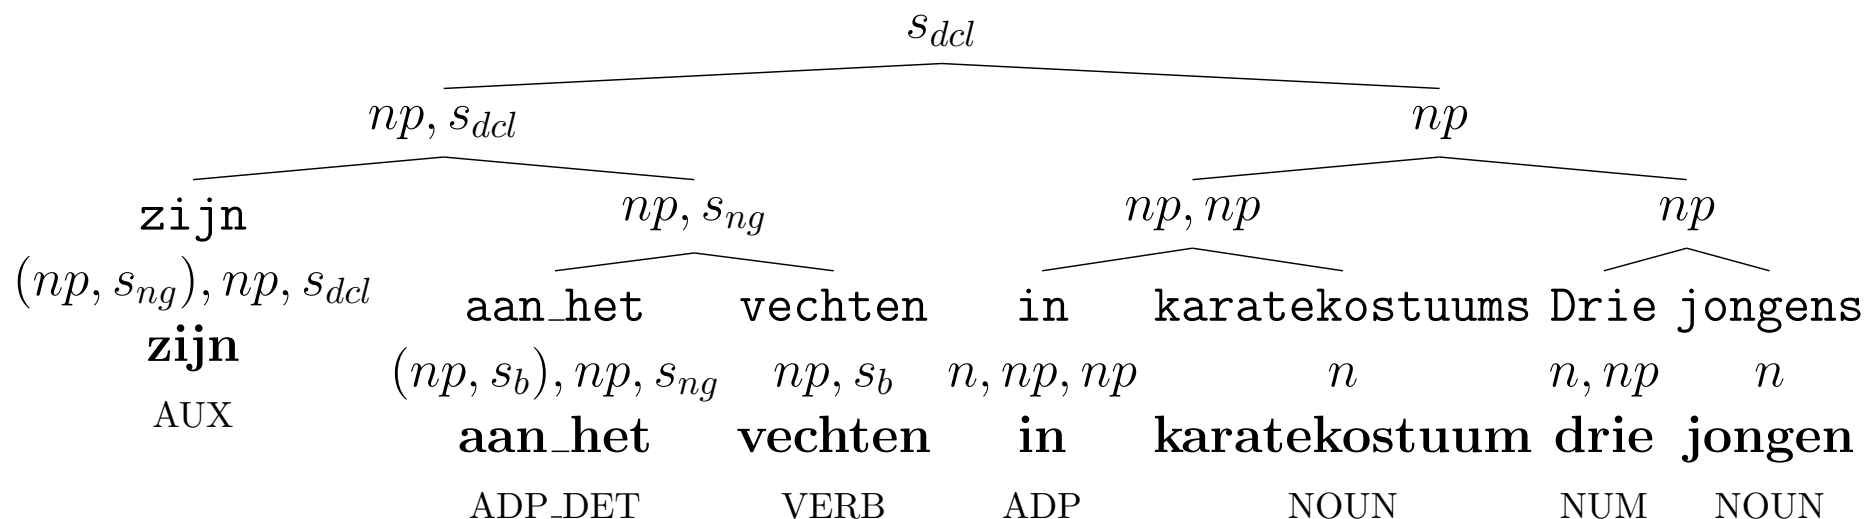 s_dcl
np, s_dcl np
zijn np, s_ng np, np np
(np, s_ng), np, s_dcl aan_het vechten in karatekostuums Drie jongens
zijn (np, s_b), np, s_ng np, s_b n, np, np n n, np n
AUX aan_het vechten in karatekostuum drie jongen
ADP_DET VERB ADP NOUN NUM NOUN